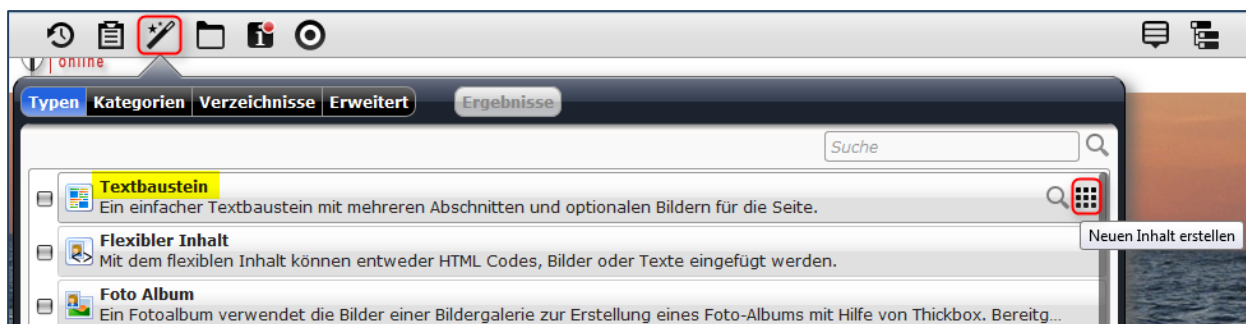 online
Typen Kategorien Verzeichnisse Erweitert Ergebnisse
Suche
Textbaustein
Ein einfacher Textbaustein mit mehreren Abschnitten und optionalen Bildern für die Seite.
Neuen Inhalt erstellen
Flexibler Inhalt
Mit dem flexiblen Inhalt können entweder HTML Codes, Bilder oder Texte eingefügt werden.
Foto Album
Ein Fotoalbum verwendet die Bilder einer Bildergalerie zur Erstellung eines Foto-Albums mit Hilfe von Thickbox. Bereitg...